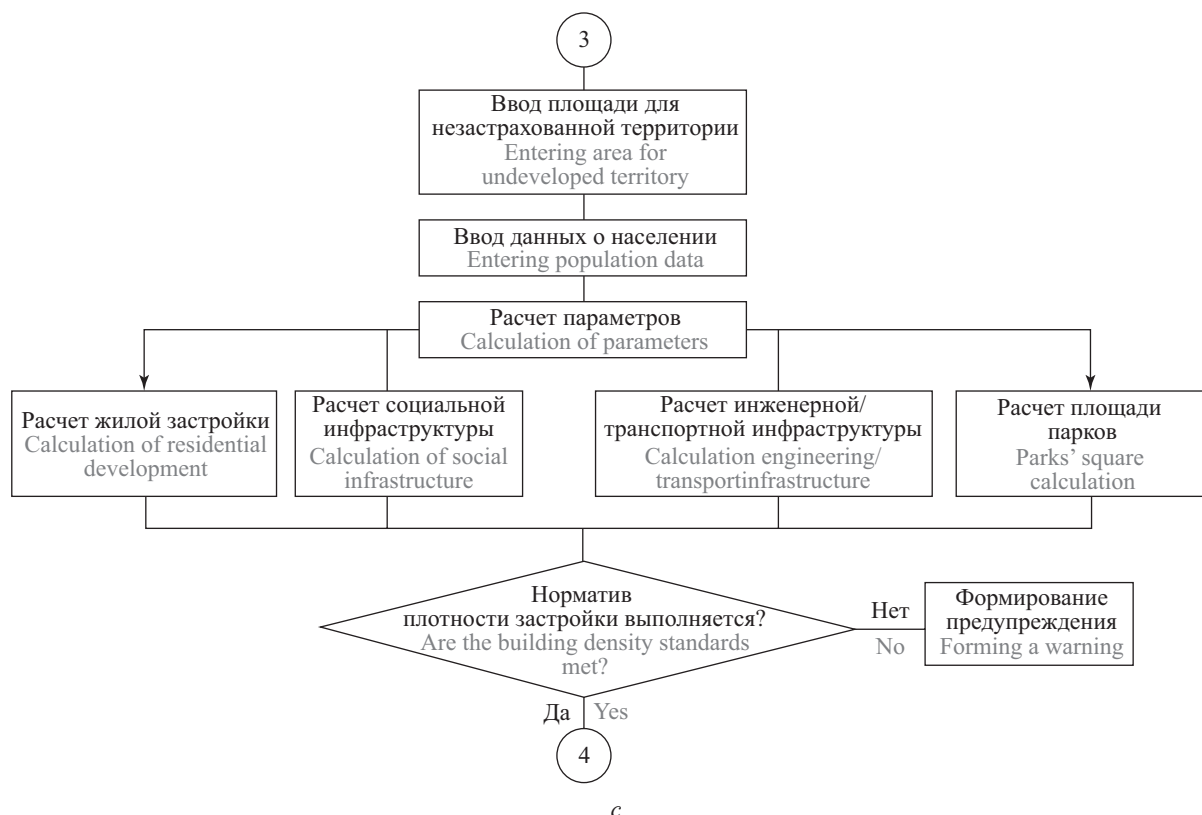 3
Ввод площади для
незастрахованной территории
Entering area for
undeveloped territory
Ввод данных о населении
Entering population data
Расчет параметров
Calculation of parameters
Расчет жилой застройки
Calculation of residential
development
Расчет социальной
инфраструктуры
Calculation of social
infrastructure
Расчет инженерной/
транспортной инфраструктуры
Calculation engineering/
transportinfrastructure
Расчет площади
парков
Parks’ square
calculation
Норматив
плотности застройки выполняется?
Are the building density standards
met?
Нет
No
Формирование
предупреждения
Forming a warning
Да Yes
4
c